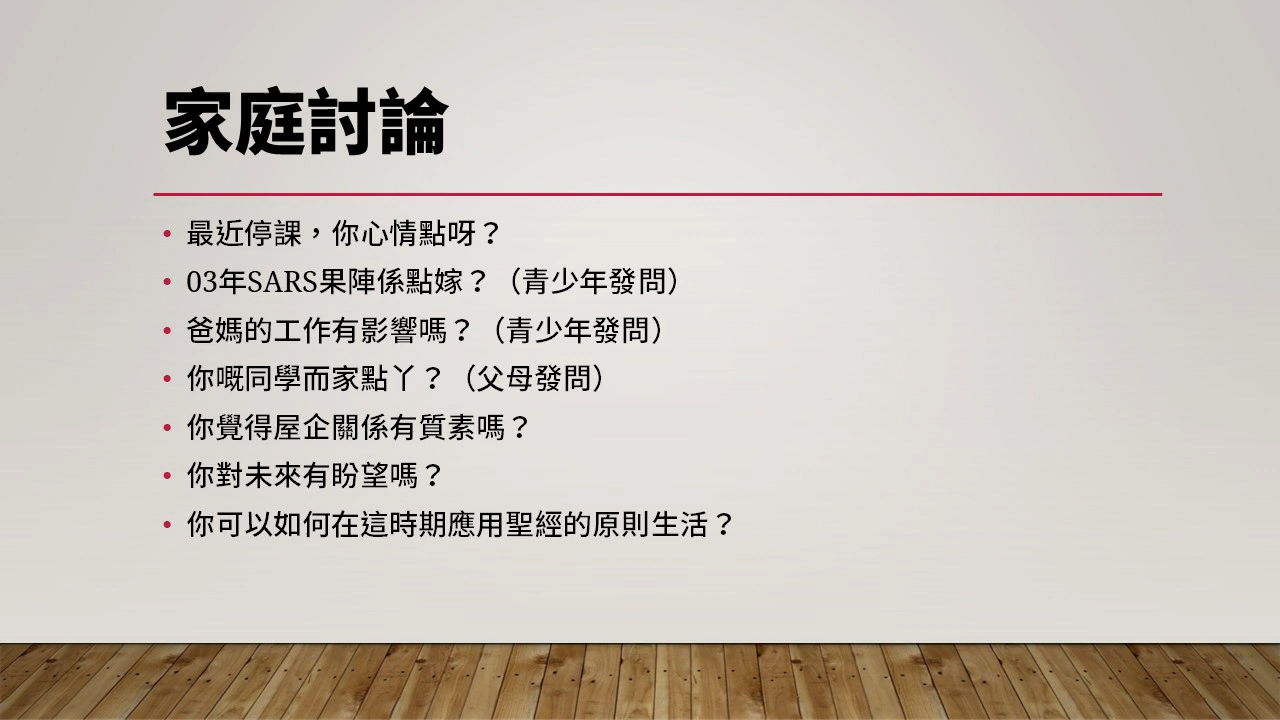 家庭討論
• 最近停課，你心情點呀？
• 03年SARS果陣係點嫁？（青少年發問）
• 爸媽的工作有影響嗎？（青少年發問）
• 你嘅同學而家點丫？（父母發問）
• 你覺得屋企關係有質素嗎？
• 你對未來有盼望嗎？
• 你可以如何在這時期應用聖經的原則生活？